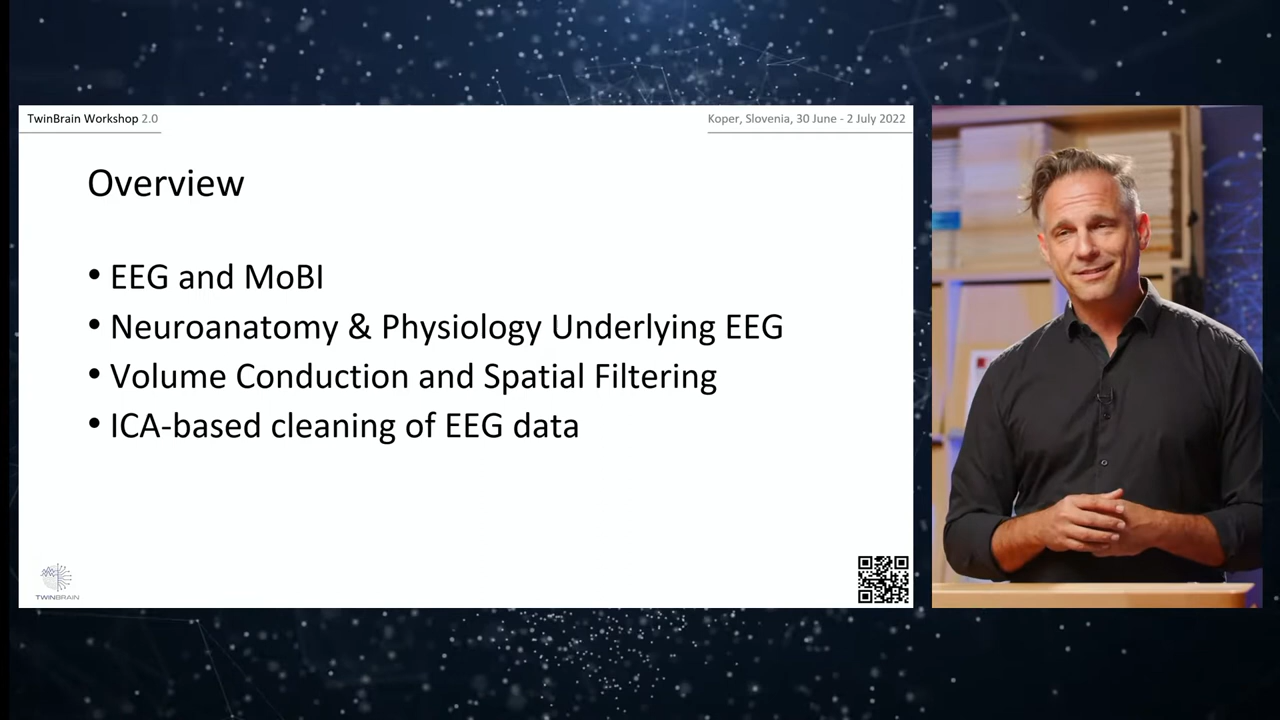 TwinBrain Workshop 2.0
Koper, Slovenia, 30 June - 2 July 2022
Overview
• EEG and MoBI
• Neuroanatomy & Physiology Underlying EEG
• Volume Conduction and Spatial Filtering
• ICA-based cleaning of EEG data
TWINBRAIN